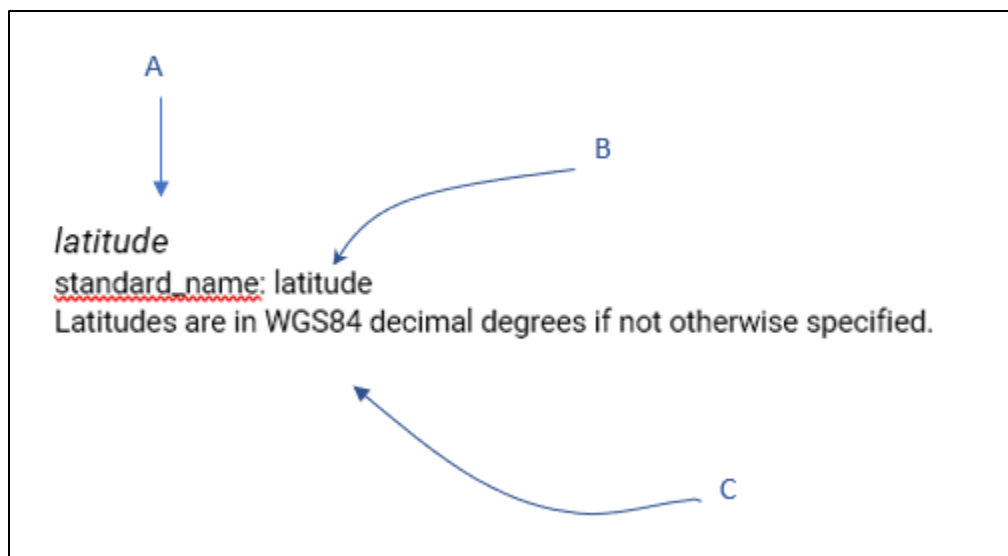 A
B
latitude
standard_name: latitude
Latitudes are in WGS84 decimal degrees if not otherwise specified.
C